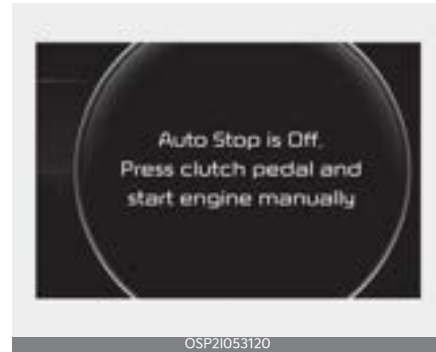 Auto Stop is Off.
Press clutch pedal and
start engine manually
OSP2I053120